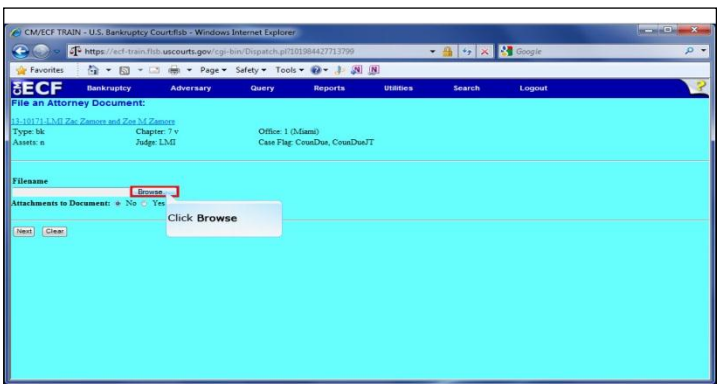 CM/ECF TRAIN - U.S. Bankruptcy Court:flsb - Windows Internet Explorer
https://ecf-train.flsb.uscourts.gov/cgi-bin/Dispatch.pl?101984427713799
Google
Favorites Page Safety Tools
ECF Bankruptcy Adversary Query Reports Utilities Search Logout
File an Attorney Document:
13-10171-LMI Zac Zamore and Zoe M Zamore
Type: bk Chapter: 7 v Office: 1 (Miami)
Assets: n Judge: LMI Case Flag: CounDue, CounDueJT
Filename
Browse...
Attachments to Document: No Yes
Click Browse
Next Clear